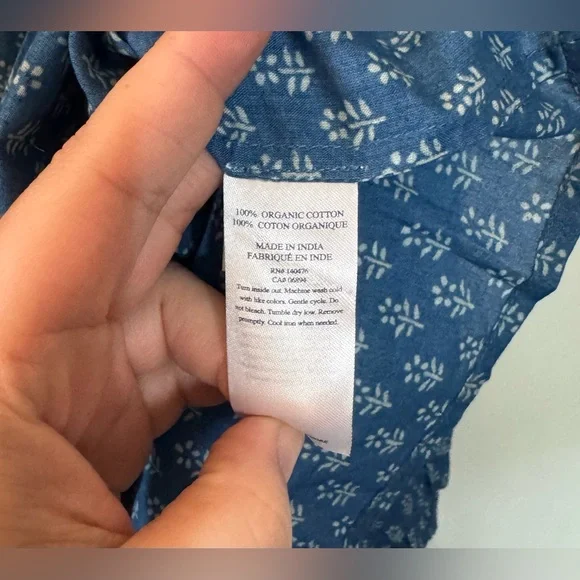 100% ORGANIC COTTON
100% COTON ORGANIQUE
MADE IN INDIA
FABRIQUÉ EN INDE
RN# 140476
CA# 06894
Turn inside out. Machine wash cold
with like colors. Gentle cycle. Do
not bleach. Tumble dry low. Remove
promptly. Cool iron when needed.